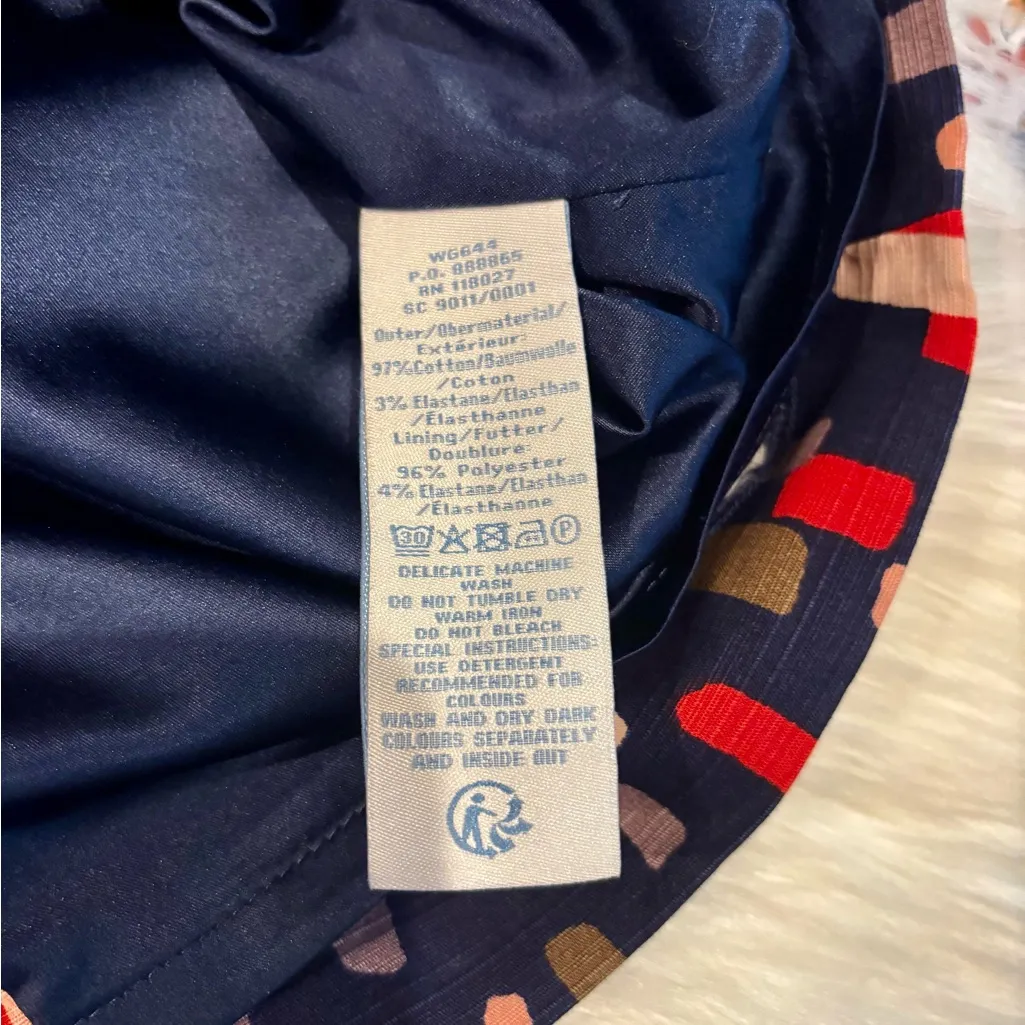 WG644
P.O. 888865
RN 118027
SC 9011/0001
Outer/Obermaterial/
Extérieur:
97%Cotton/Baumwolle
/Coton
3% Elastane/Elasthan
/Élasthanne
Lining/Futter/
Doublure:
96% Polyester
4% Elastane/Elasthan
/Élasthanne
30 P
DELICATE MACHINE
WASH
DO NOT TUMBLE DRY
WARM IRON
DO NOT BLEACH
SPECIAL INSTRUCTIONS:
USE DETERGENT
RECOMMENDED FOR
COLOURS
WASH AND DRY DARK
COLOURS SEPARATELY
AND INSIDE OUT